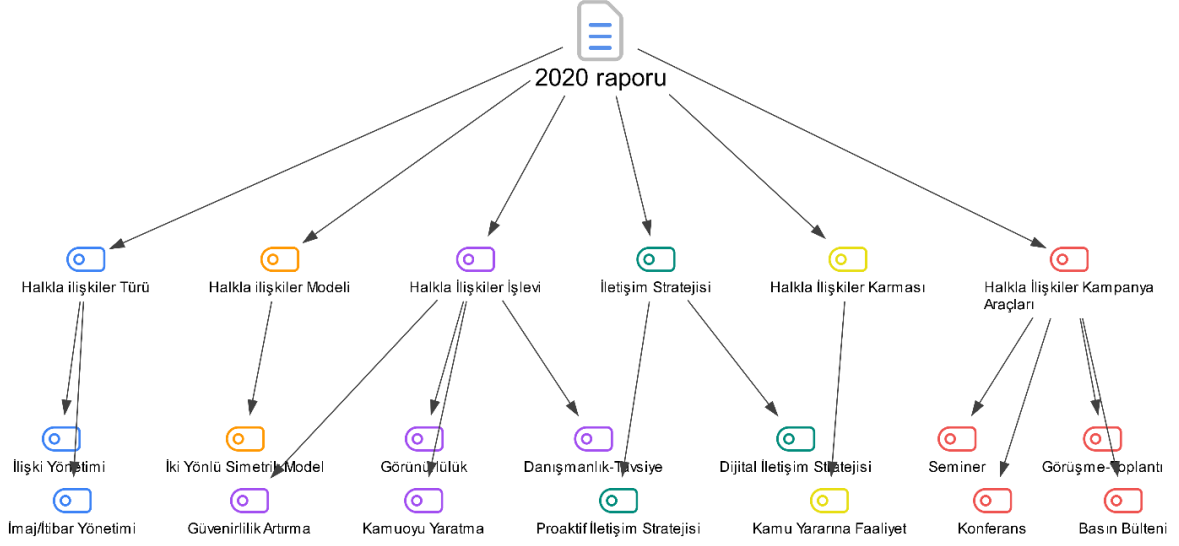 2020 raporu
Halkla ilişkiler Türü
Halkla ilişkiler Modeli
Halkla İlişkiler İşlevi
İletişim Stratejisi
Halkla İlişkiler Karması
Halkla İlişkiler Kampanya
Araçları
İlişki Yönetimi
İki Yönlü Simetrik Model
Görünürlülük
Danışmanlık-Tavsiye
Dijital İletişim Stratejisi
Seminer
Görüşme-Toplantı
İmaj/İtibar Yönetimi
Güvenirlilik Artırma
Kamuoyu Yaratma
Proaktif İletişim Stratejisi
Kamu Yararına Faaliyet
Konferans
Basın Bülteni